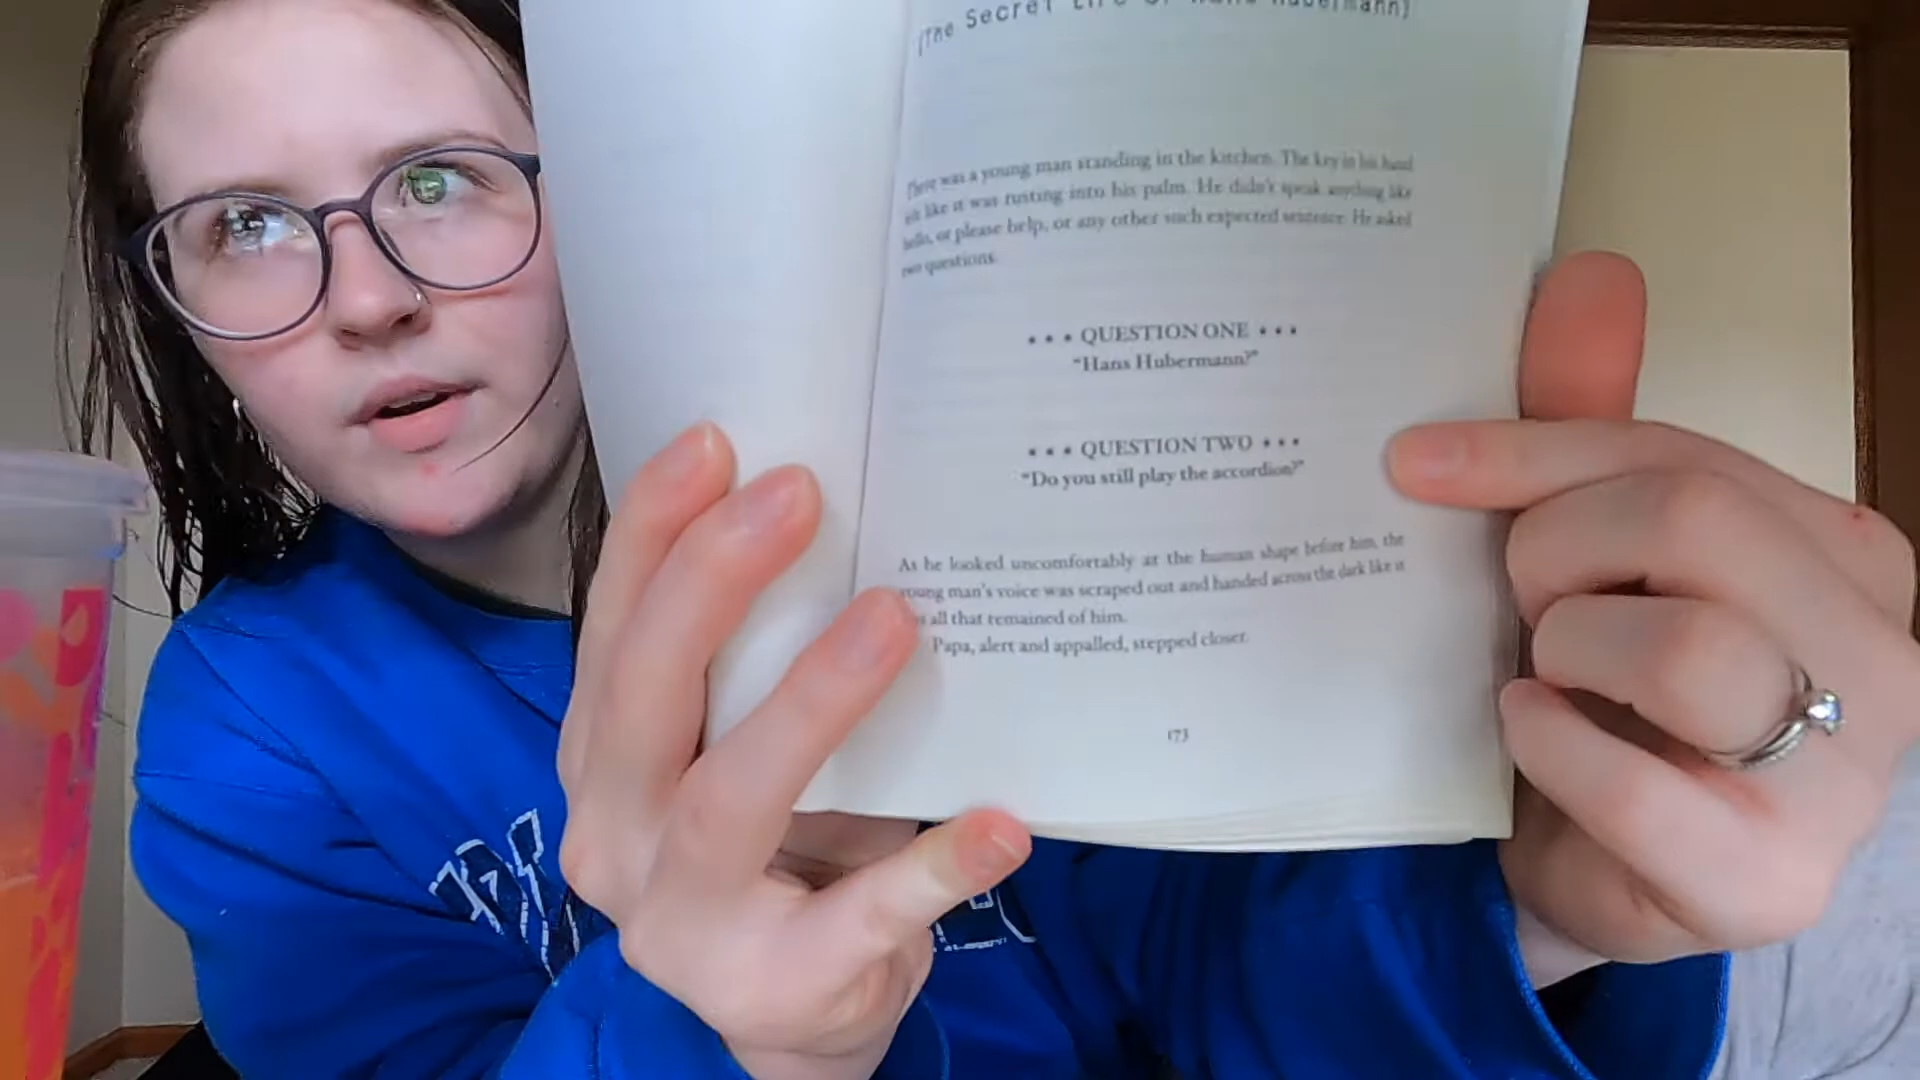 (The Secret Life of Hans Hubermann)
There was a young man standing in the kitchen. The key in his hand
felt like it was rusting into his palm. He didn't speak anything like
hello, or please help, or any other such expected sentence. He asked
two questions.
• • • QUESTION ONE • • •
"Hans Hubermann?"
• • • QUESTION TWO • • •
"Do you still play the accordion?"
As he looked uncomfortably at the human shape before him, the
young man's voice was scraped out and handed across the dark like it
all that remained of him.
Papa, alert and appalled, stepped closer.
173